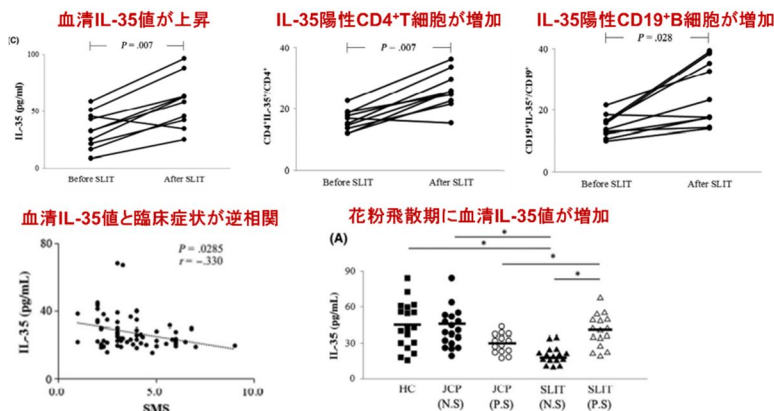 血清IL-35値が上昇
IL-35陽性CD4⁺T細胞が増加
IL-35陽性CD19⁺B細胞が増加
(C)
P = .007
100
50
0
IL-35 (pg/ml)
Before SLIT
After SLIT
P = .007
40
20
0
CD4⁺IL-35⁺/CD4⁺
Before SLIT
After SLIT
P = .028
40
20
0
CD19⁺IL-35⁺/CD19⁺
Before SLIT
After SLIT
血清IL-35値と臨床症状が逆相関
80
40
0
IL-35 (pg/mL)
P = .0285
r = −.330
0.0
5.0
9.0
SMS
花粉飛散期に血清IL-35値が増加
(A)
*
*
*
*
90
60
30
0
IL-35 (pg/mL)
HC
JCP
(N.S)
JCP
(P.S)
SLIT
(N.S)
SLIT
(P.S)